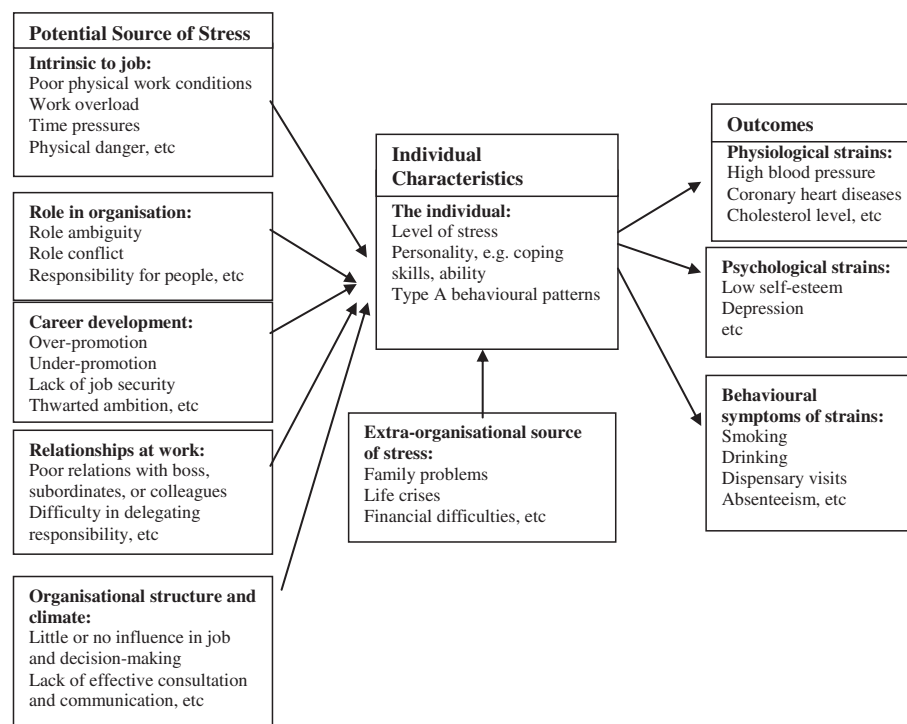 Potential Source of Stress
Intrinsic to job:
Poor physical work conditions
Work overload
Time pressures
Physical danger, etc
Role in organisation:
Role ambiguity
Role conflict
Responsibility for people, etc
Career development:
Over-promotion
Under-promotion
Lack of job security
Thwarted ambition, etc
Relationships at work:
Poor relations with boss,
subordinates, or colleagues
Difficulty in delegating
responsibility, etc
Organisational structure and
climate:
Little or no influence in job
and decision-making
Lack of effective consultation
and communication, etc
Individual
Characteristics
The individual:
Level of stress
Personality, e.g. coping
skills, ability
Type A behavioural patterns
Extra-organisational source
of stress:
Family problems
Life crises
Financial difficulties, etc
Outcomes
Physiological strains:
High blood pressure
Coronary heart diseases
Cholesterol level, etc
Psychological strains:
Low self-esteem
Depression
etc
Behavioural
symptoms of strains:
Smoking
Drinking
Dispensary visits
Absenteeism, etc